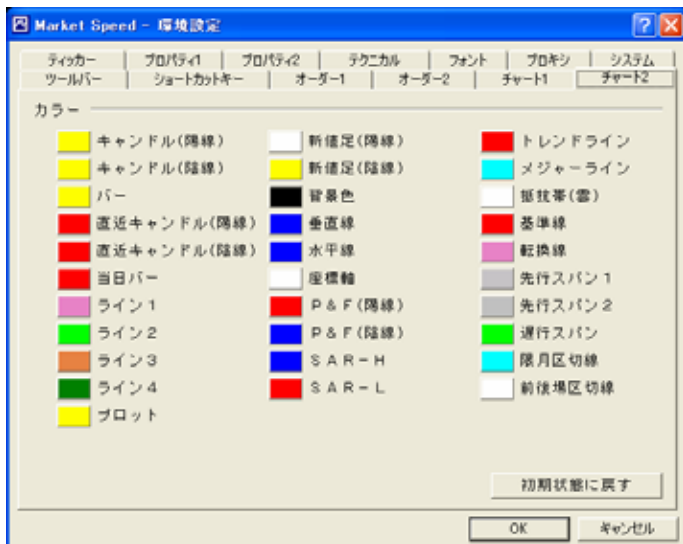 Market Speed - 環境設定
ティッカー プロパティ1 プロパティ2 テクニカル フォント プロキシ システム
ツールバー ショートカットキー オーダー1 オーダー2 チャート1 チャート2
カラー
キャンドル(陽線) 新値足(陽線) トレンドライン
キャンドル(陰線) 新値足(陰線) メジャーライン
バー 背景色 抵抗帯(雲)
直近キャンドル(陽線) 垂直線 基準線
直近キャンドル(陰線) 水平線 転換線
当日バー 座標軸 先行スパン1
ライン1 P&F(陽線) 先行スパン2
ライン2 P&F(陰線) 遅行スパン
ライン3 SAR-H 限月区切線
ライン4 SAR-L 前後場区切線
プロット
初期状態に戻す
OK キャンセル